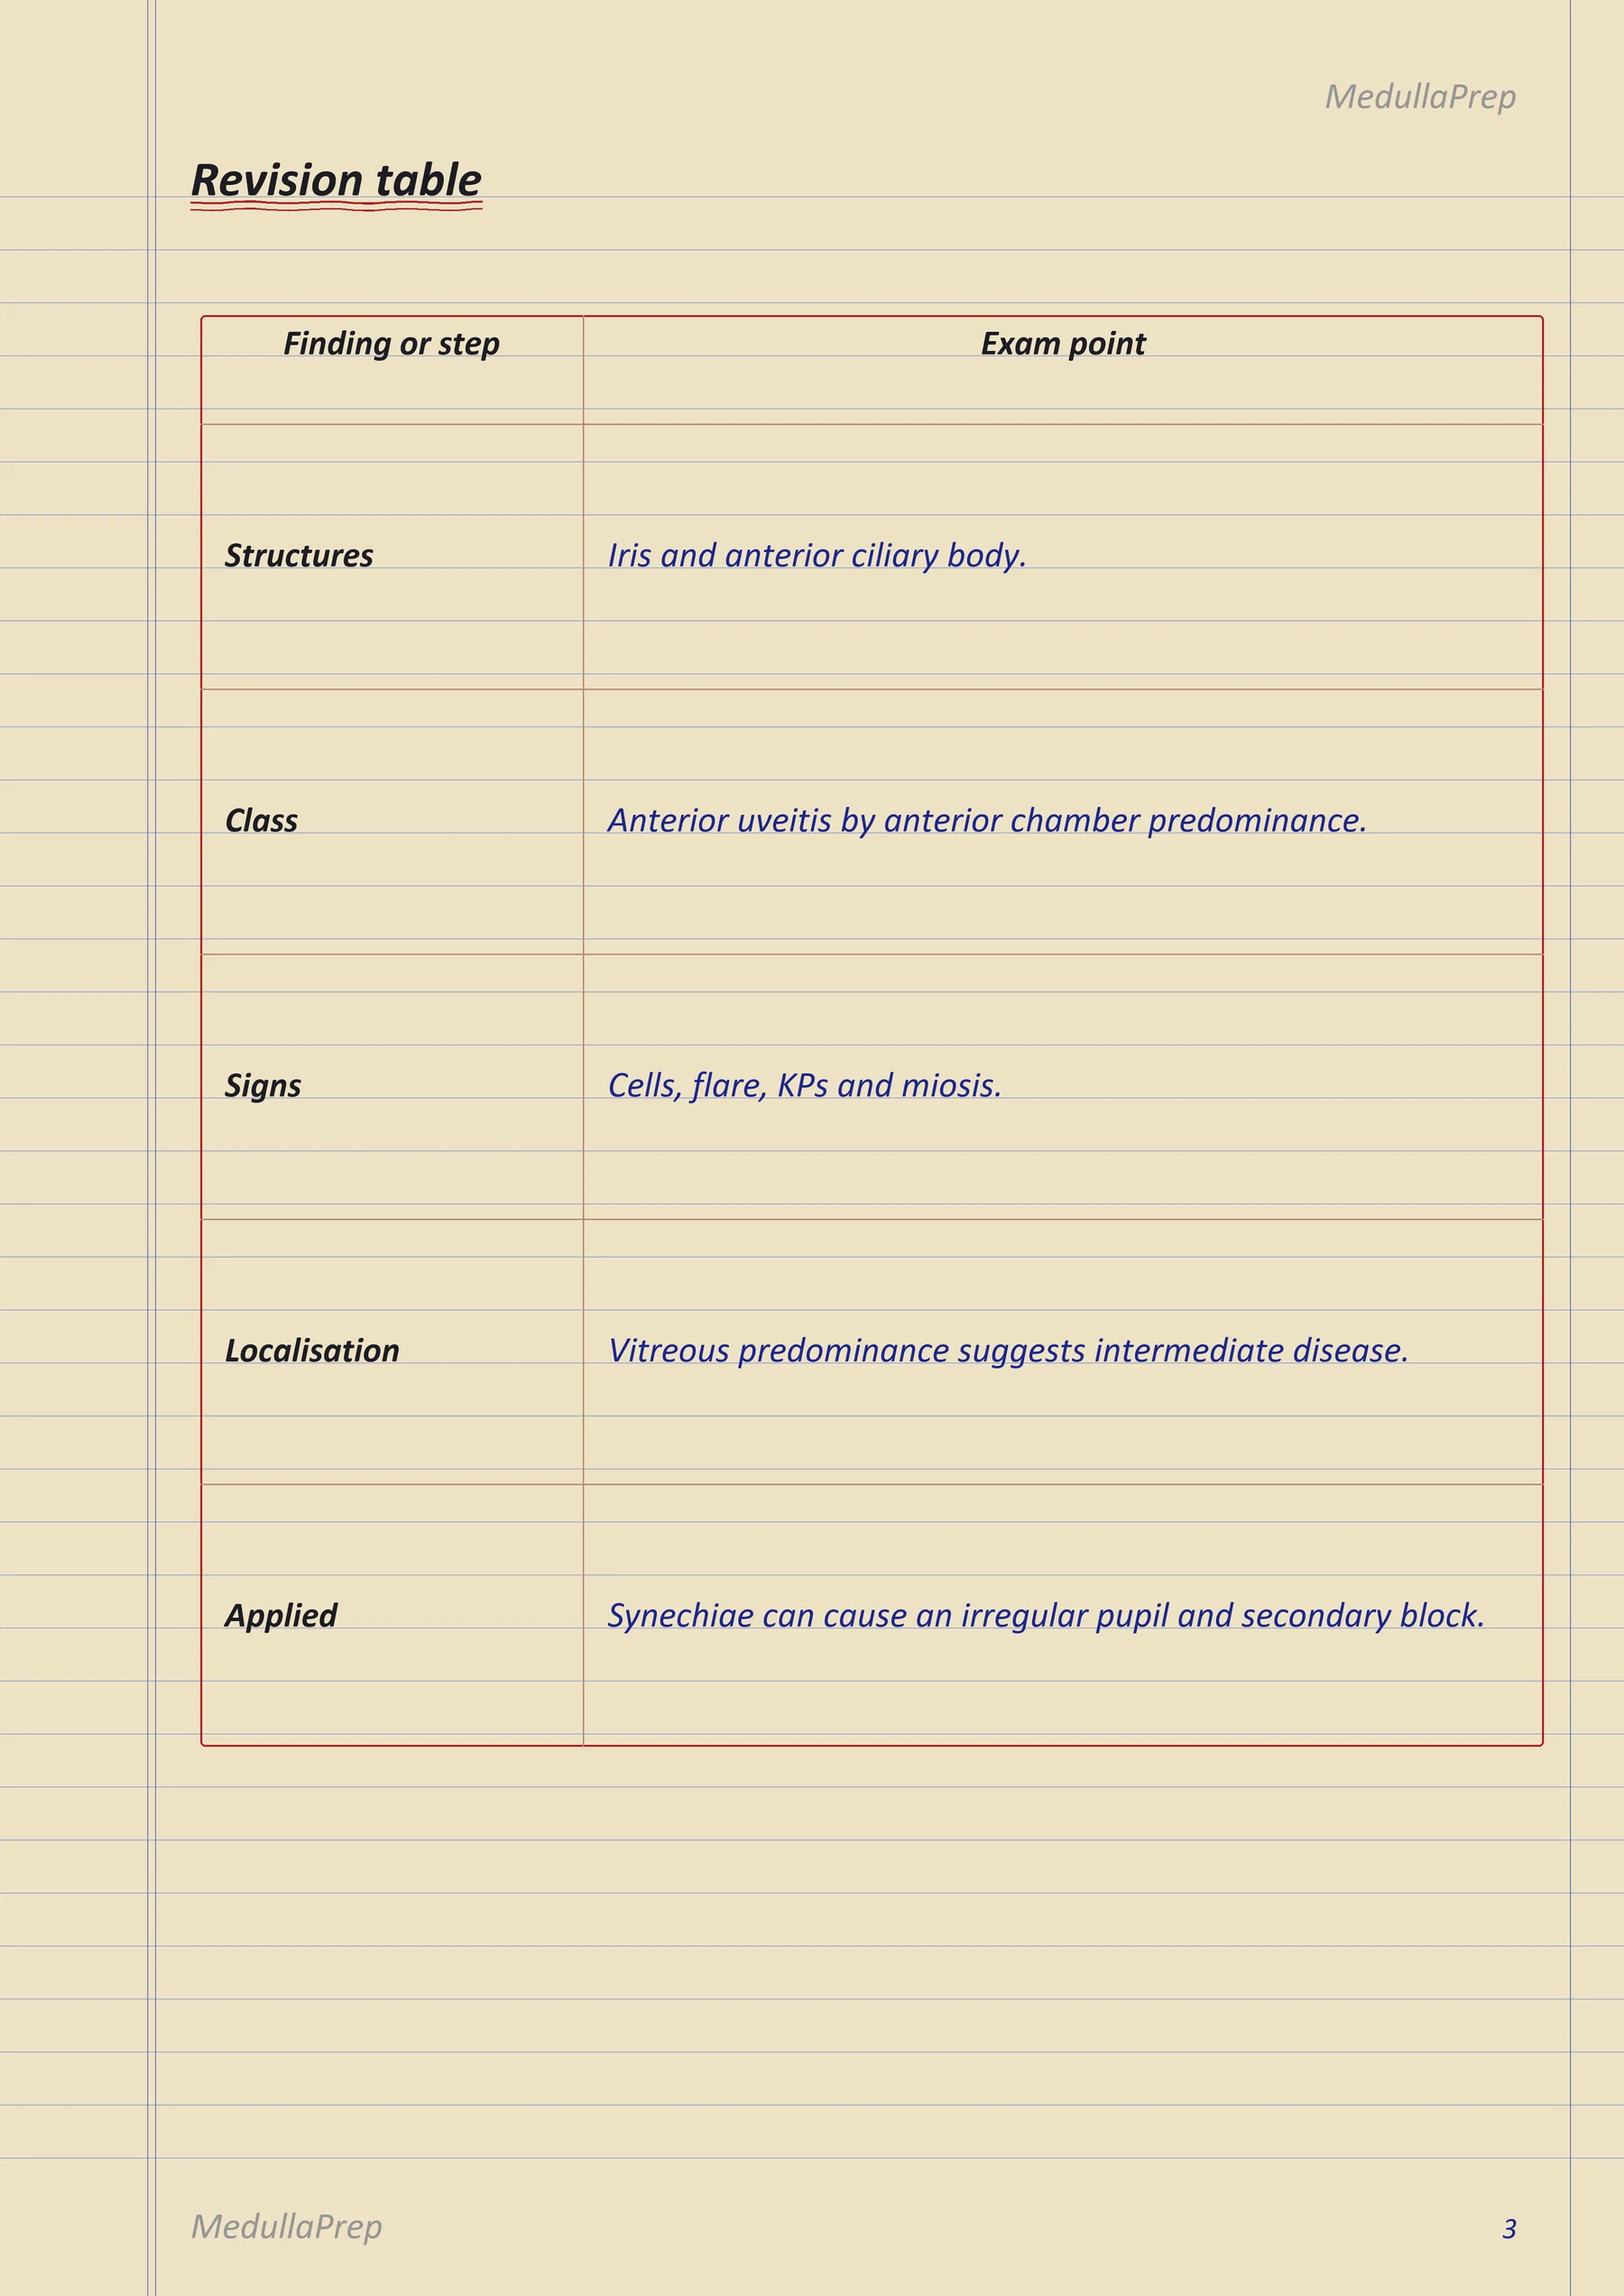 MedullaPrep
Revision table
Finding or step Exam point
Structures Iris and anterior ciliary body.
Class Anterior uveitis by anterior chamber predominance.
Signs Cells, flare, KPs and miosis.
Localisation Vitreous predominance suggests intermediate disease.
Applied Synechiae can cause an irregular pupil and secondary block.
MedullaPrep 3